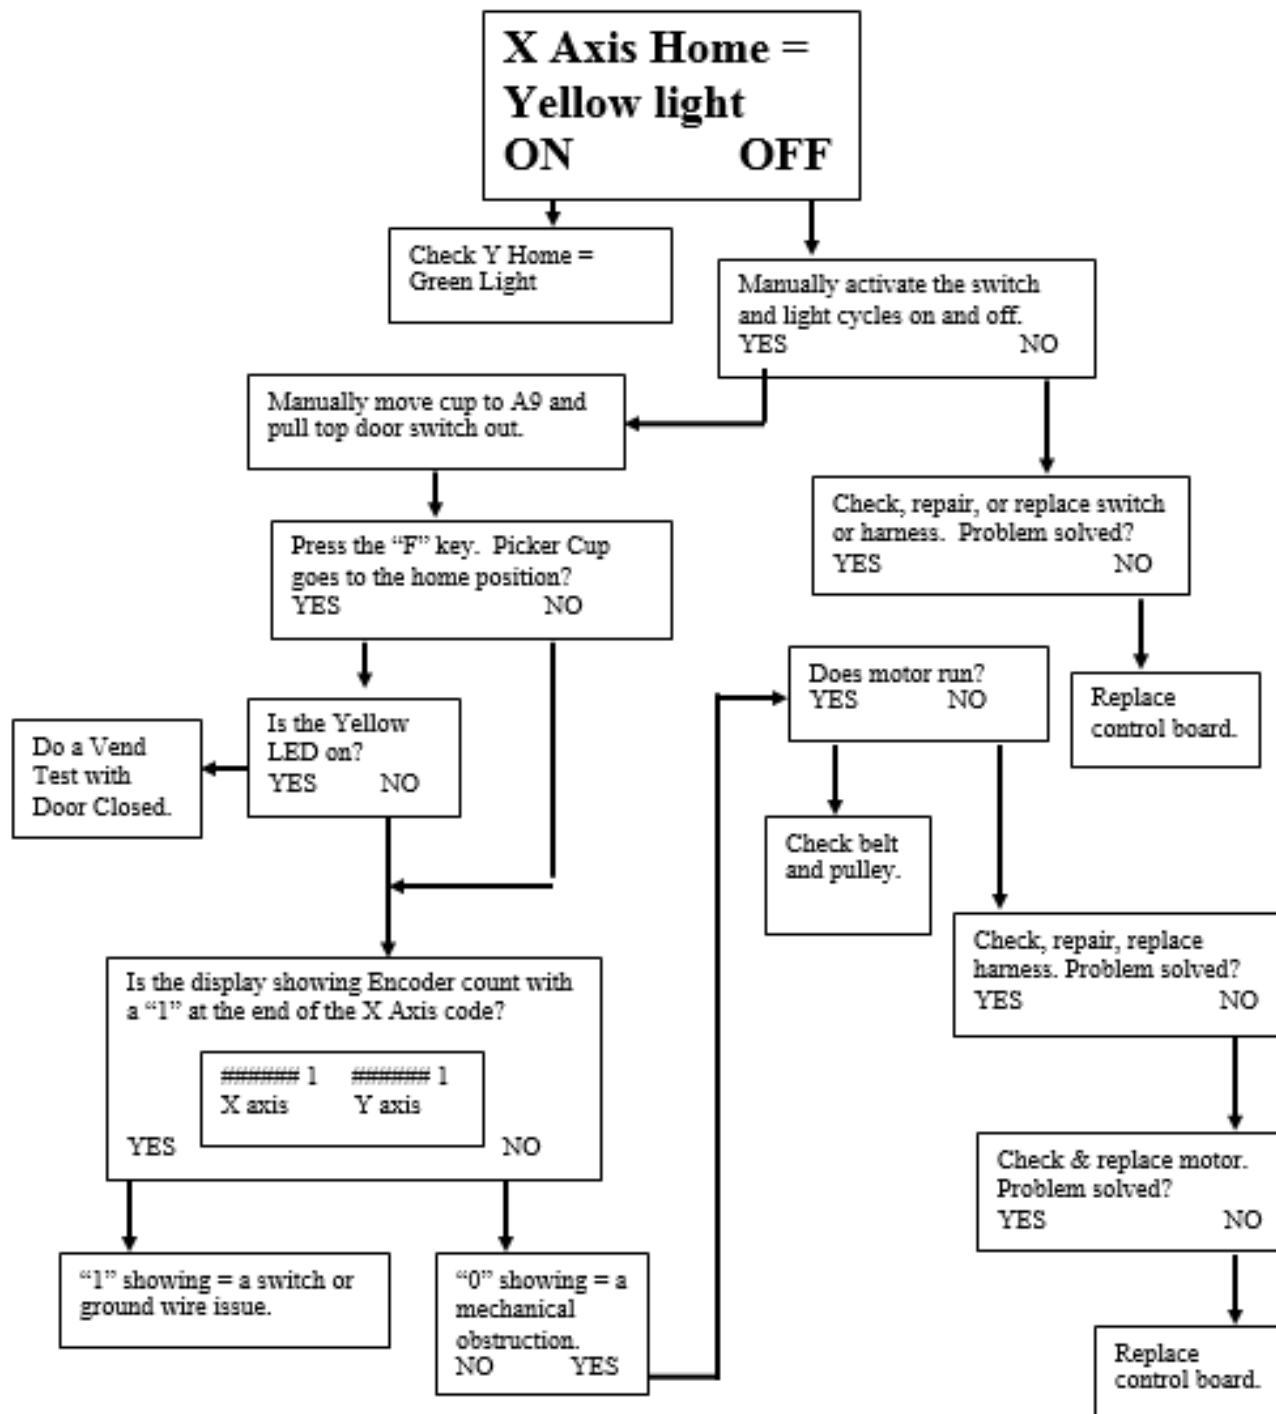 X Axis Home =
Yellow light
ON OFF
Check Y Home =
Green Light
Manually activate the switch
and light cycles on and off.
YES NO
Manually move cup to A9 and
pull top door switch out.
Check, repair, or replace switch
or harness. Problem solved?
YES NO
Press the “F” key. Picker Cup
goes to the home position?
YES NO
Does motor run?
YES NO
Replace
control board.
Is the Yellow
LED on?
YES NO
Do a Vend
Test with
Door Closed.
Check belt
and pulley.
Check, repair, replace
harness. Problem solved?
YES NO
Is the display showing Encoder count with
a “1” at the end of the X Axis code?
###### 1 ###### 1
X axis Y axis
YES NO
Check & replace motor.
Problem solved?
YES NO
“1” showing = a switch or
ground wire issue.
“0” showing = a
mechanical
obstruction.
NO YES
Replace
control board.